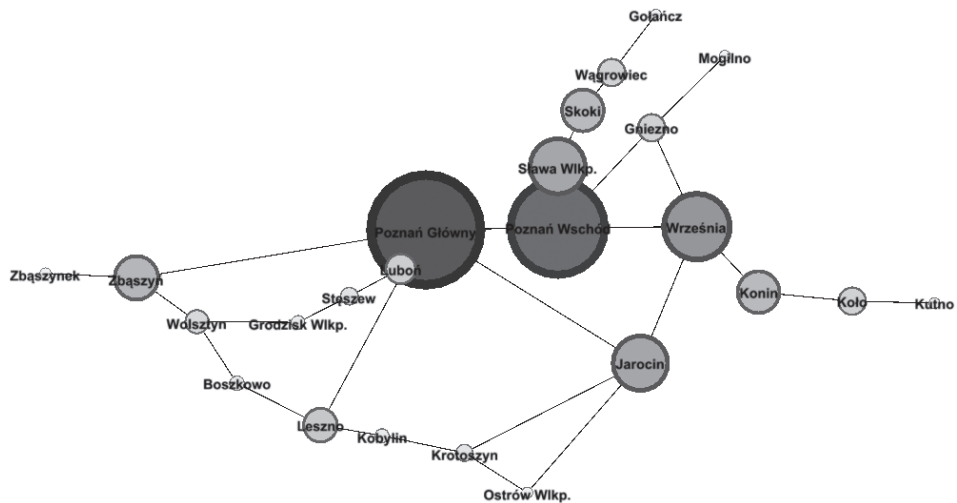 Gołańcz
Mogilno
Wągrowiec
Skoki
Gniezno
Sława Wlkp.
Poznań Główny
Poznań Wschód
Września
Zbąszynek
Zbąszyń
Luboń
Stęszew
Konin
Koło
Kutno
Wolsztyn
Grodzisk Wlkp.
Jarocin
Boszkowo
Leszno
Kobylin
Krotoszyn
Ostrów Wlkp.